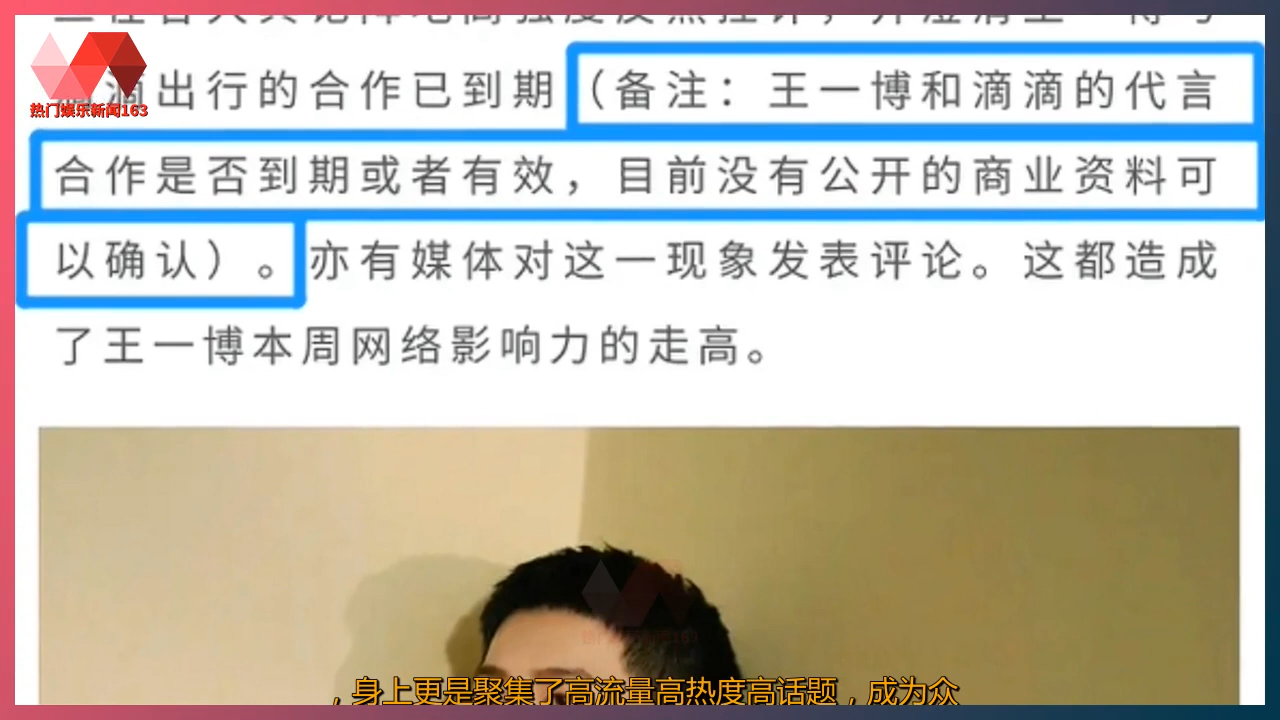 热门娱乐新闻163
滴出行的合作已到期（备注：王一博和滴滴的代言
合作是否到期或者有效，目前没有公开的商业资料可
以确认）。亦有媒体对这一现象发表评论。这都造成
了王一博本周网络影响力的走高。
，身上更是聚集了高流量高热度高话题，成为众